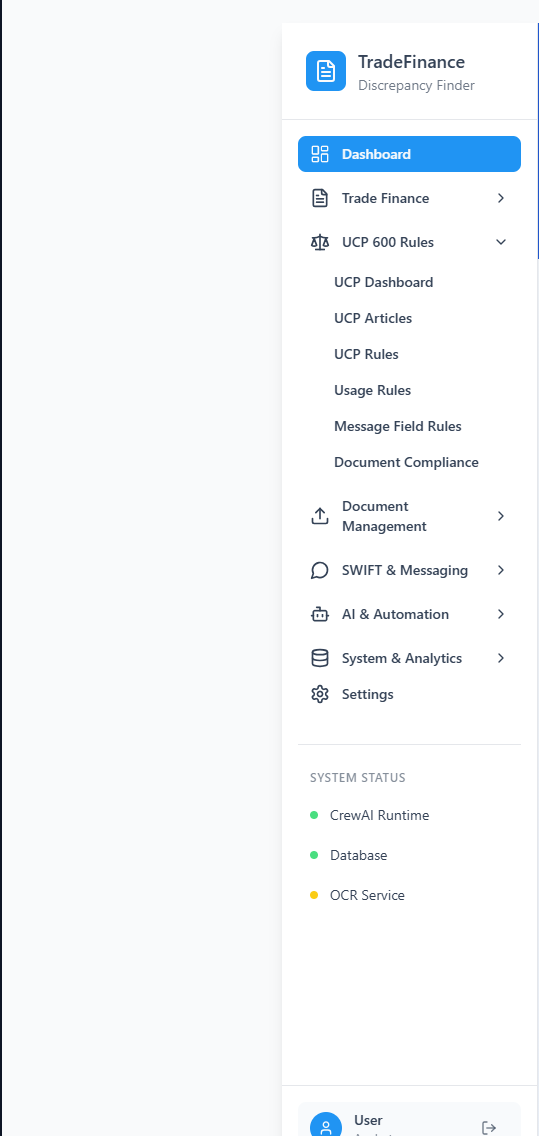 TradeFinance
Discrepancy Finder
Dashboard
Trade Finance
UCP 600 Rules
UCP Dashboard
UCP Articles
UCP Rules
Usage Rules
Message Field Rules
Document Compliance
Document
Management
SWIFT & Messaging
AI & Automation
System & Analytics
Settings
SYSTEM STATUS
CrewAI Runtime
Database
OCR Service
User